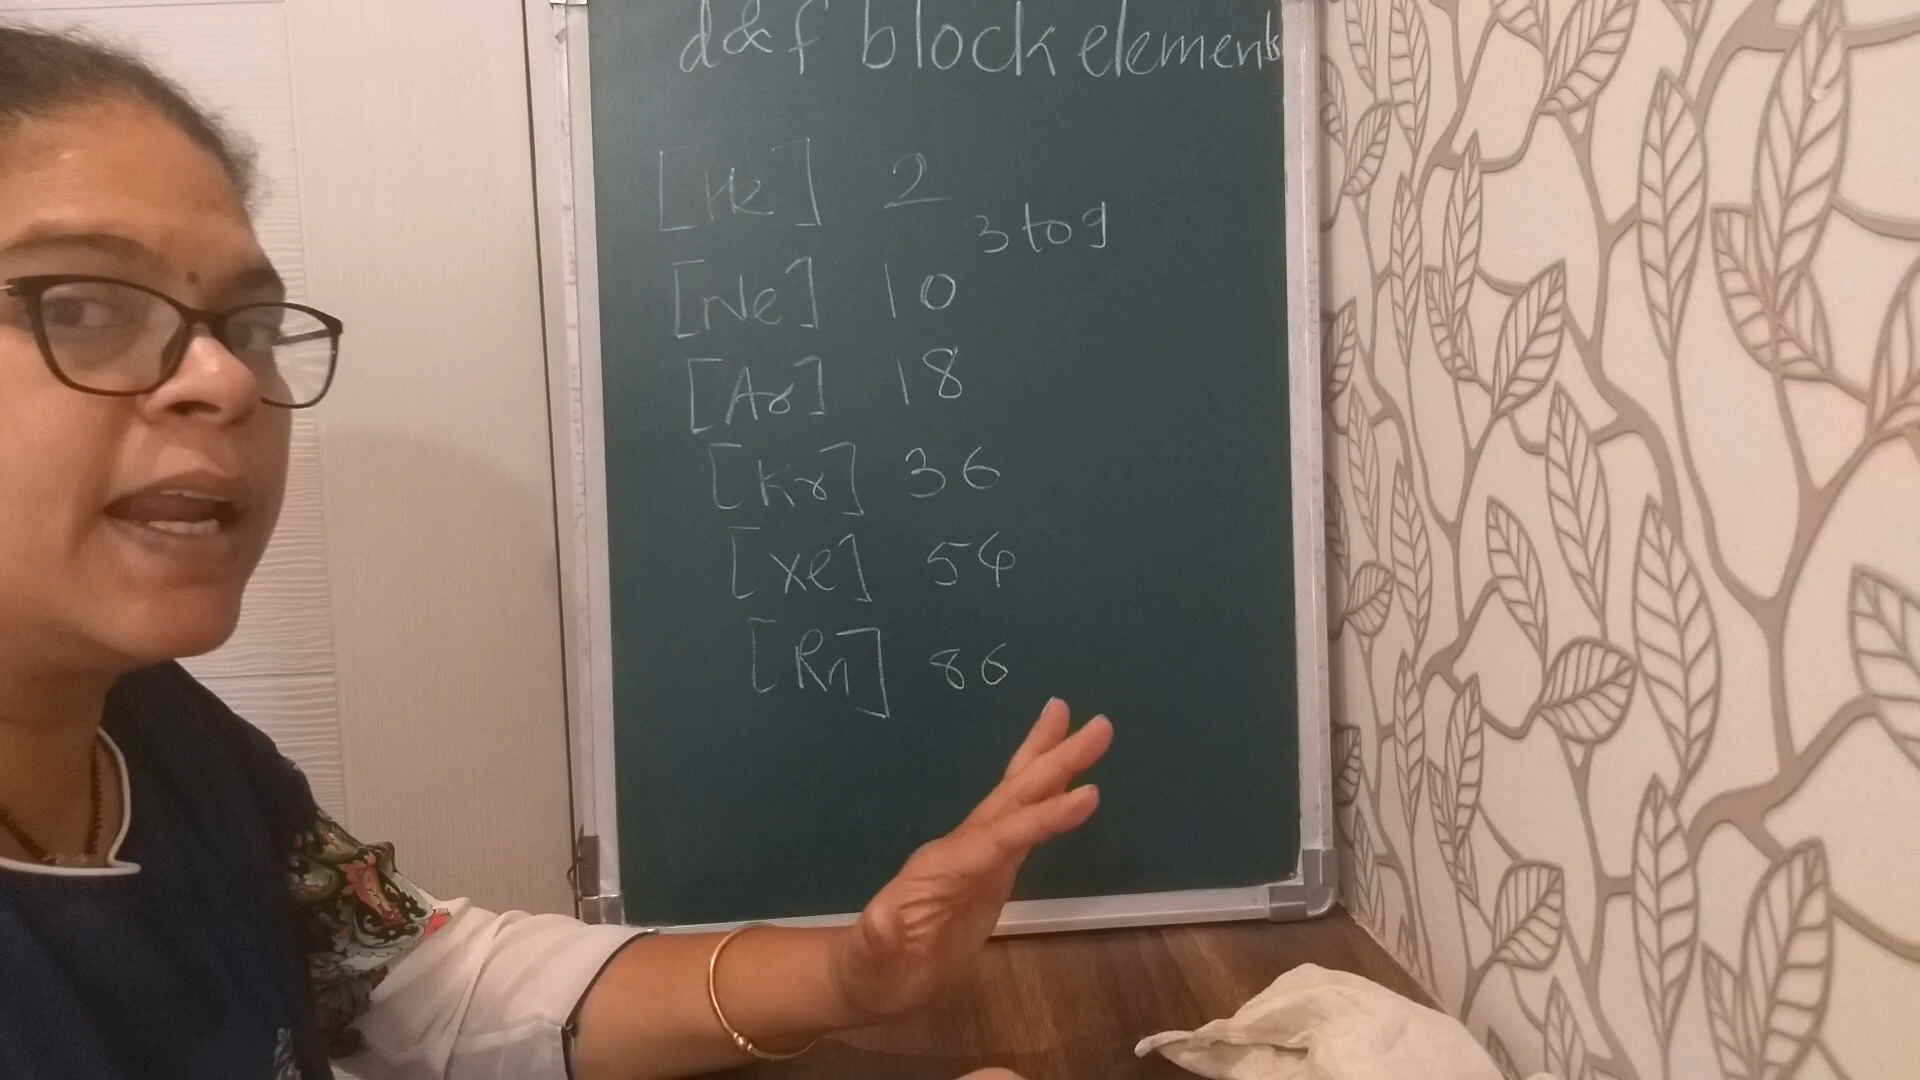 d & f block elements
[He] 2
3 to 9
[Ne] 10
[Ar] 18
[Kr] 36
[Xe] 54
[Rn] 86